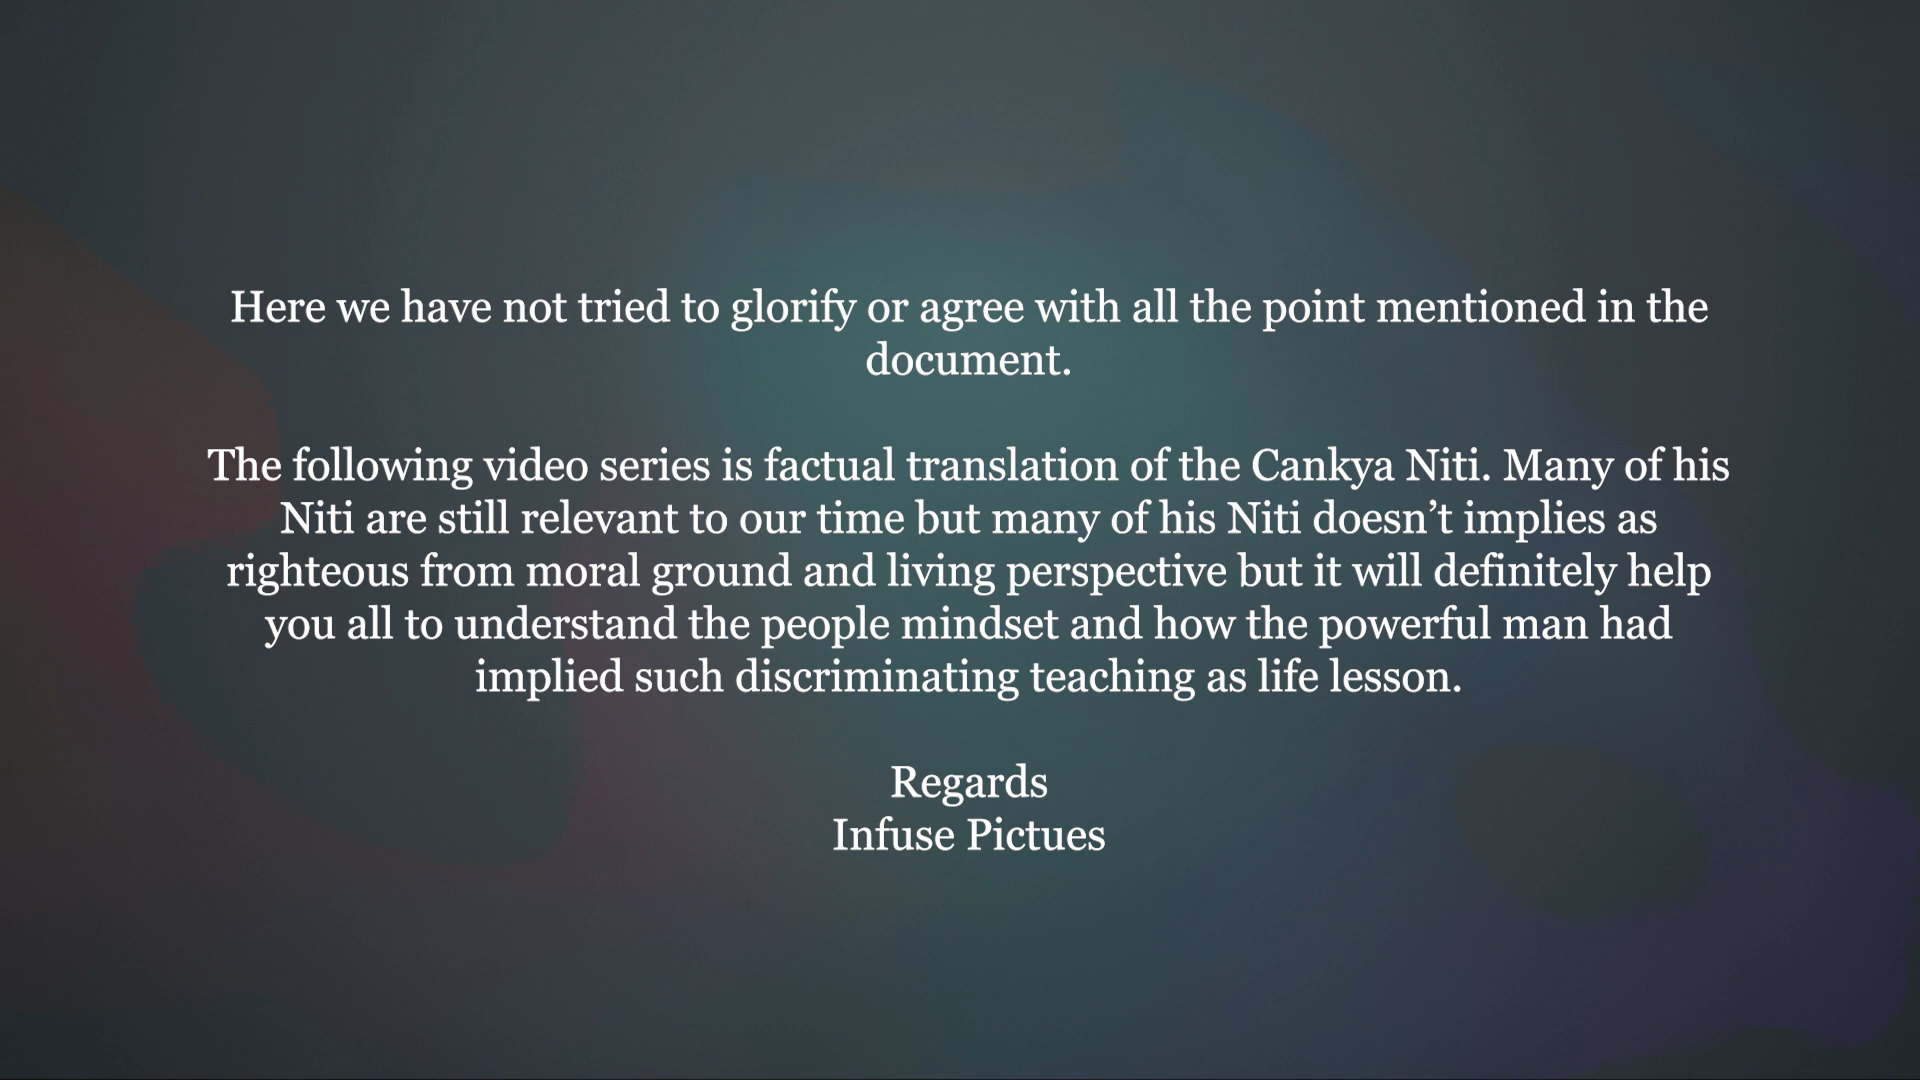 Here we have not tried to glorify or agree with all the point mentioned in the
document.
The following video series is factual translation of the Cankya Niti. Many of his
Niti are still relevant to our time but many of his Niti doesn’t implies as
righteous from moral ground and living perspective but it will definitely help
you all to understand the people mindset and how the powerful man had
implied such discriminating teaching as life lesson.
Regards
Infuse Pictues